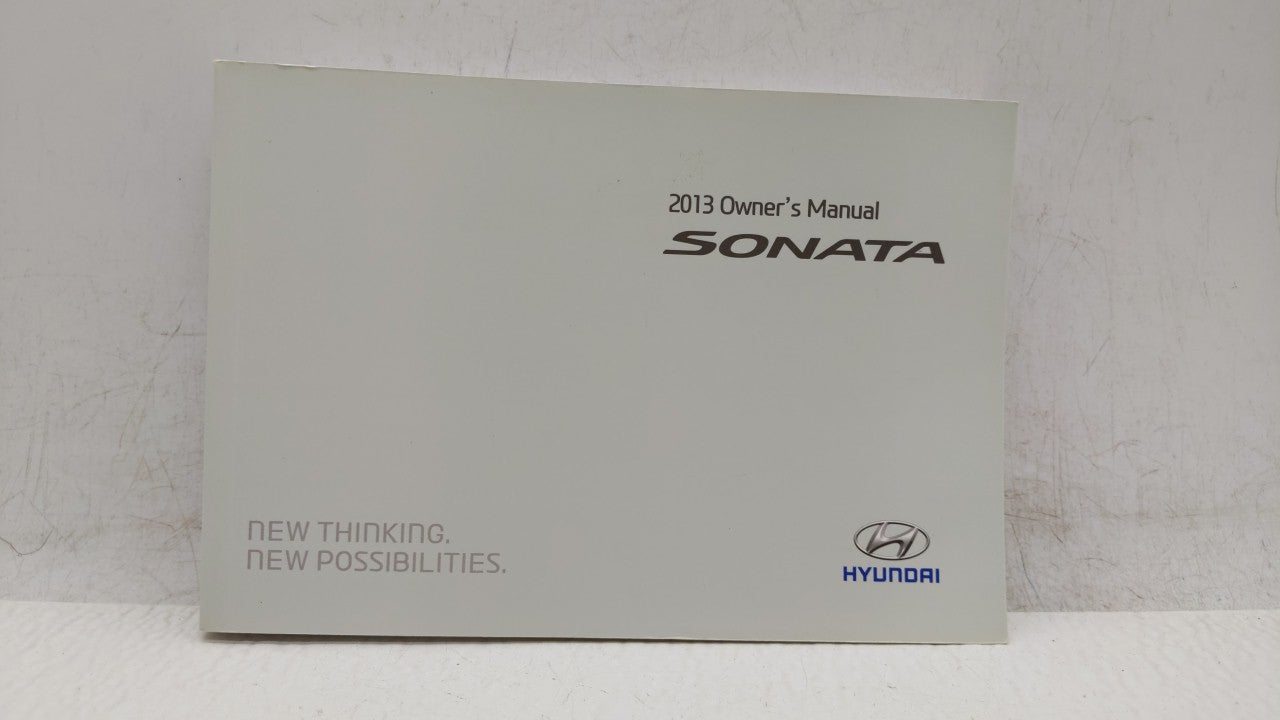 2013 Owner's Manual
SONATA
NEW THINKING.
NEW POSSIBILITIES.
HYUNDAI